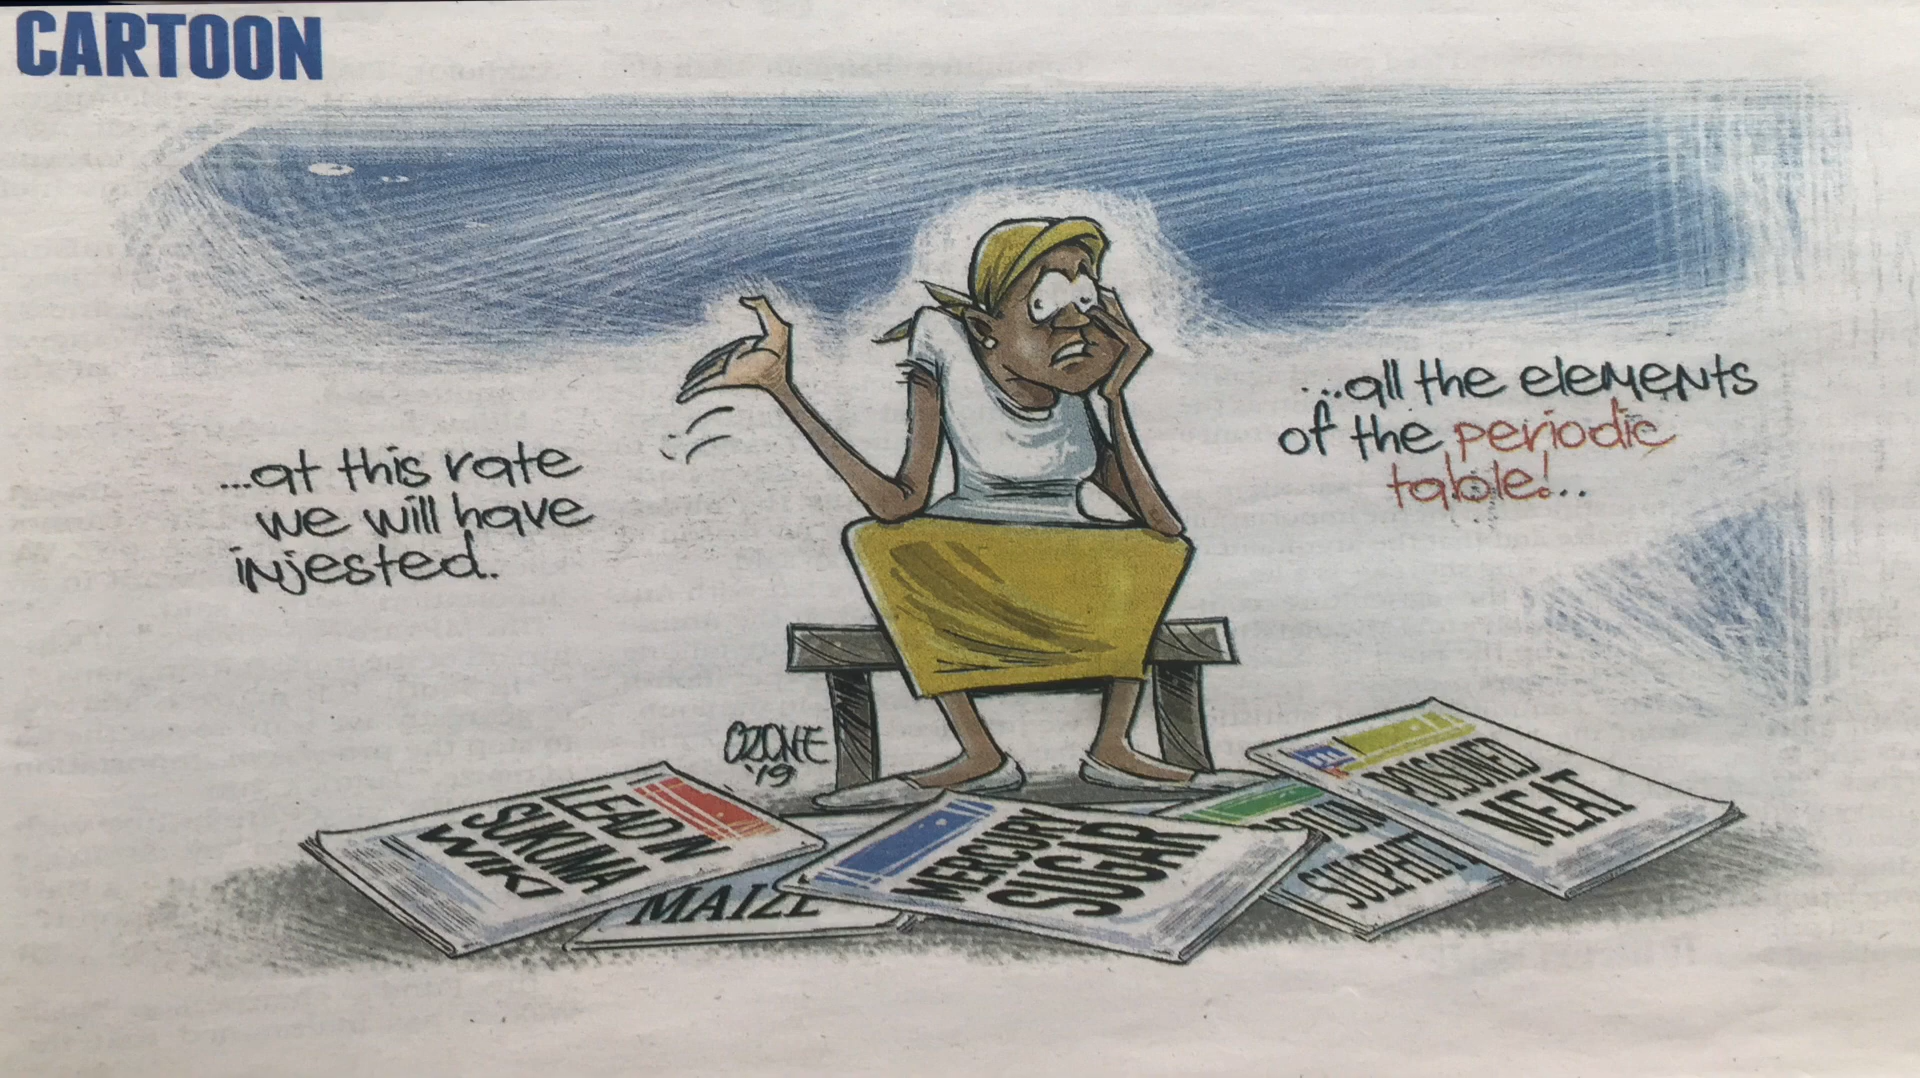 CARTOON
...at this rate
we will have
injested..
...all the elements
of the periodic
table!..
OZONE
'19
LEAD IN
SUKUMA
WIKI
MAIZE
MERCURY
SUGAR
SULPHITE
POISONED
MEAT